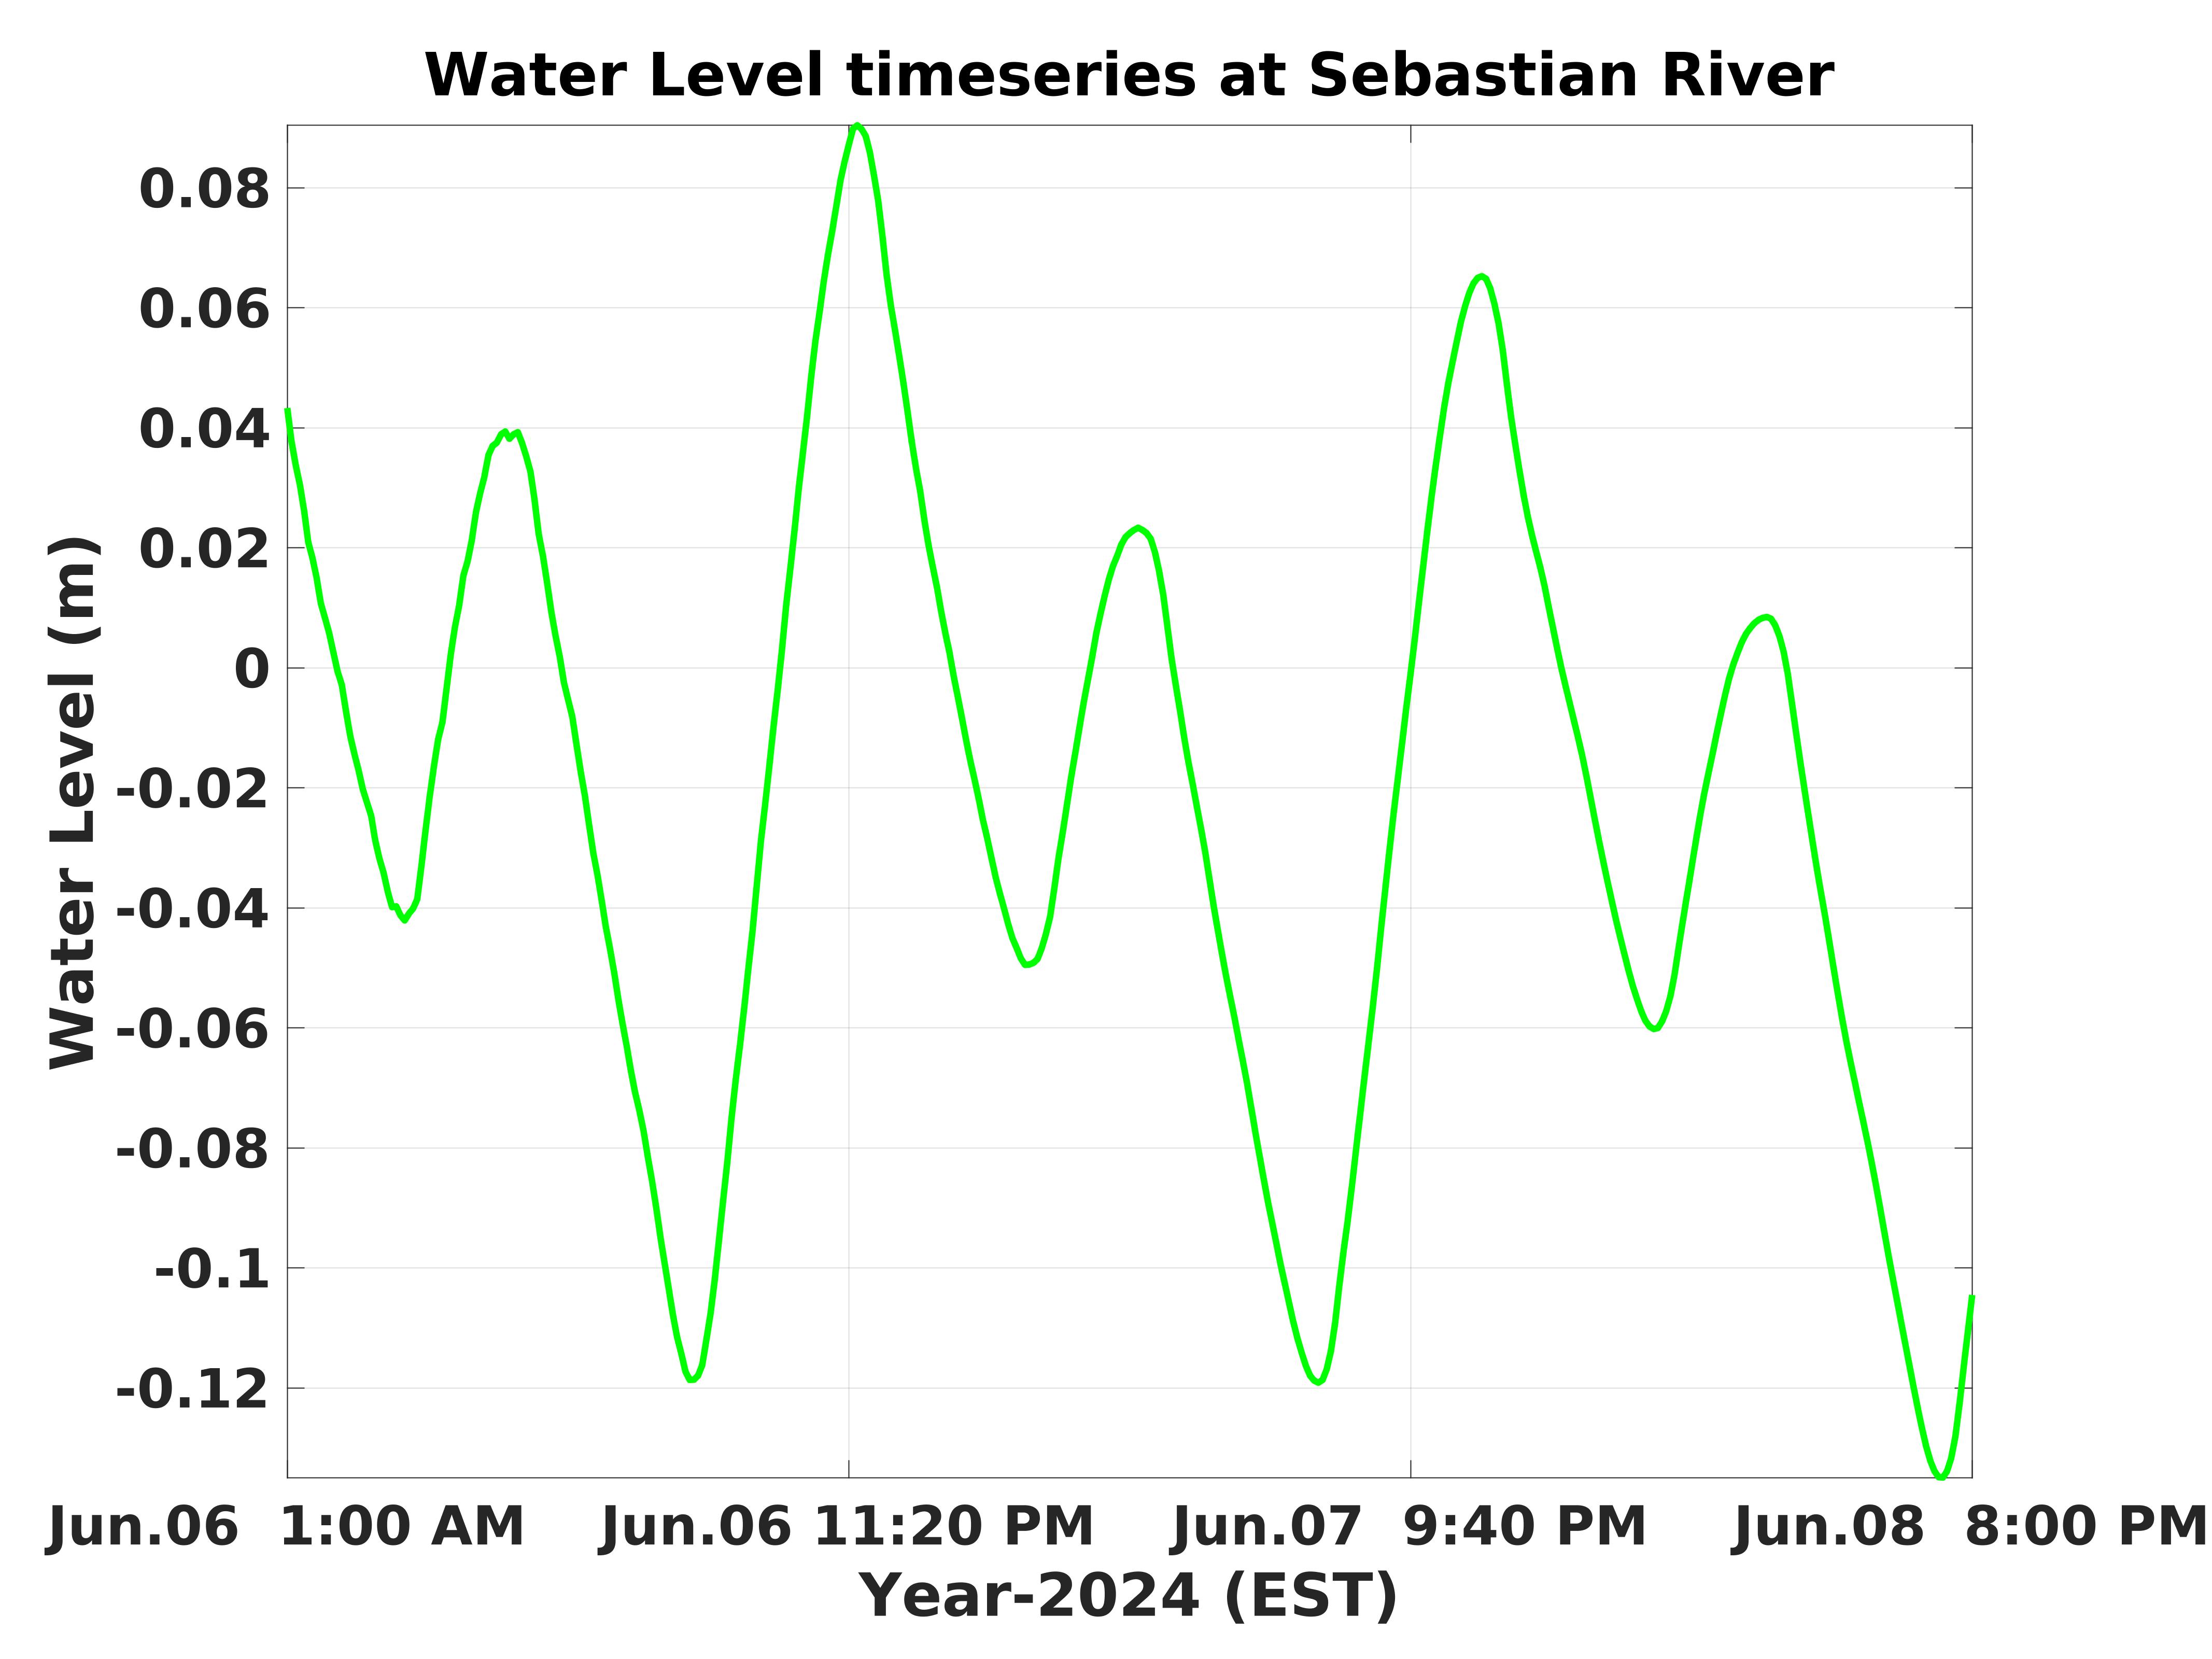 Water Level timeseries at Sebastian River
Water Level (m)
0.08
0.06
0.04
0.02
0
-0.02
-0.04
-0.06
-0.08
-0.1
-0.12
Jun.06 1:00 AM Jun.06 11:20 PM Jun.07 9:40 PM Jun.08 8:00 PM
Year-2024 (EST)